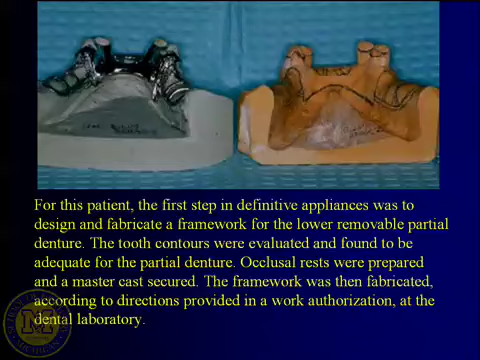 For this patient, the first step in definitive appliances was to
design and fabricate a framework for the lower removable partial
denture. The tooth contours were evaluated and found to be
adequate for the partial denture. Occlusal rests were prepared
and a master cast secured. The framework was then fabricated,
according to directions provided in a work authorization, at the
dental laboratory.